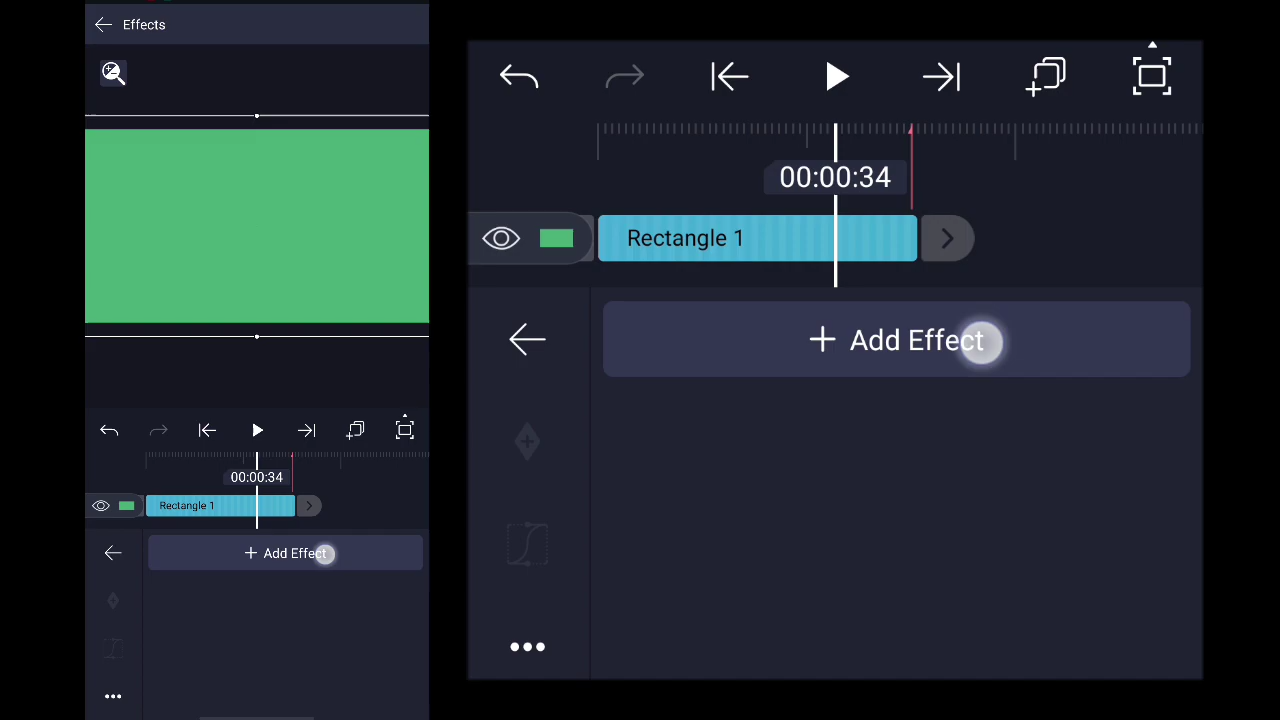 Effects
00:00:34
Rectangle 1
+ Add Effect
00:00:34
Rectangle 1
+ Add Effect